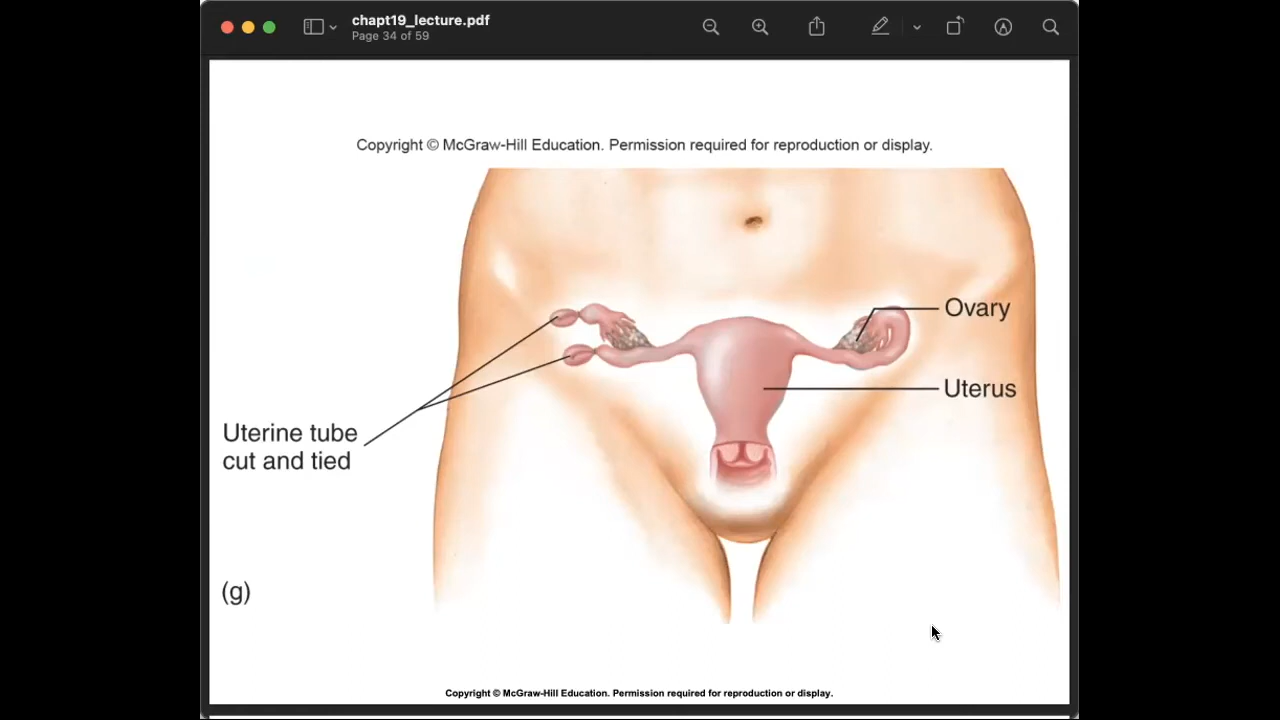 chapt19_lecture.pdf
Page 34 of 59
Copyright © McGraw-Hill Education. Permission required for reproduction or display.
Ovary
Uterus
Uterine tube
cut and tied
(g)
Copyright © McGraw-Hill Education. Permission required for reproduction or display.